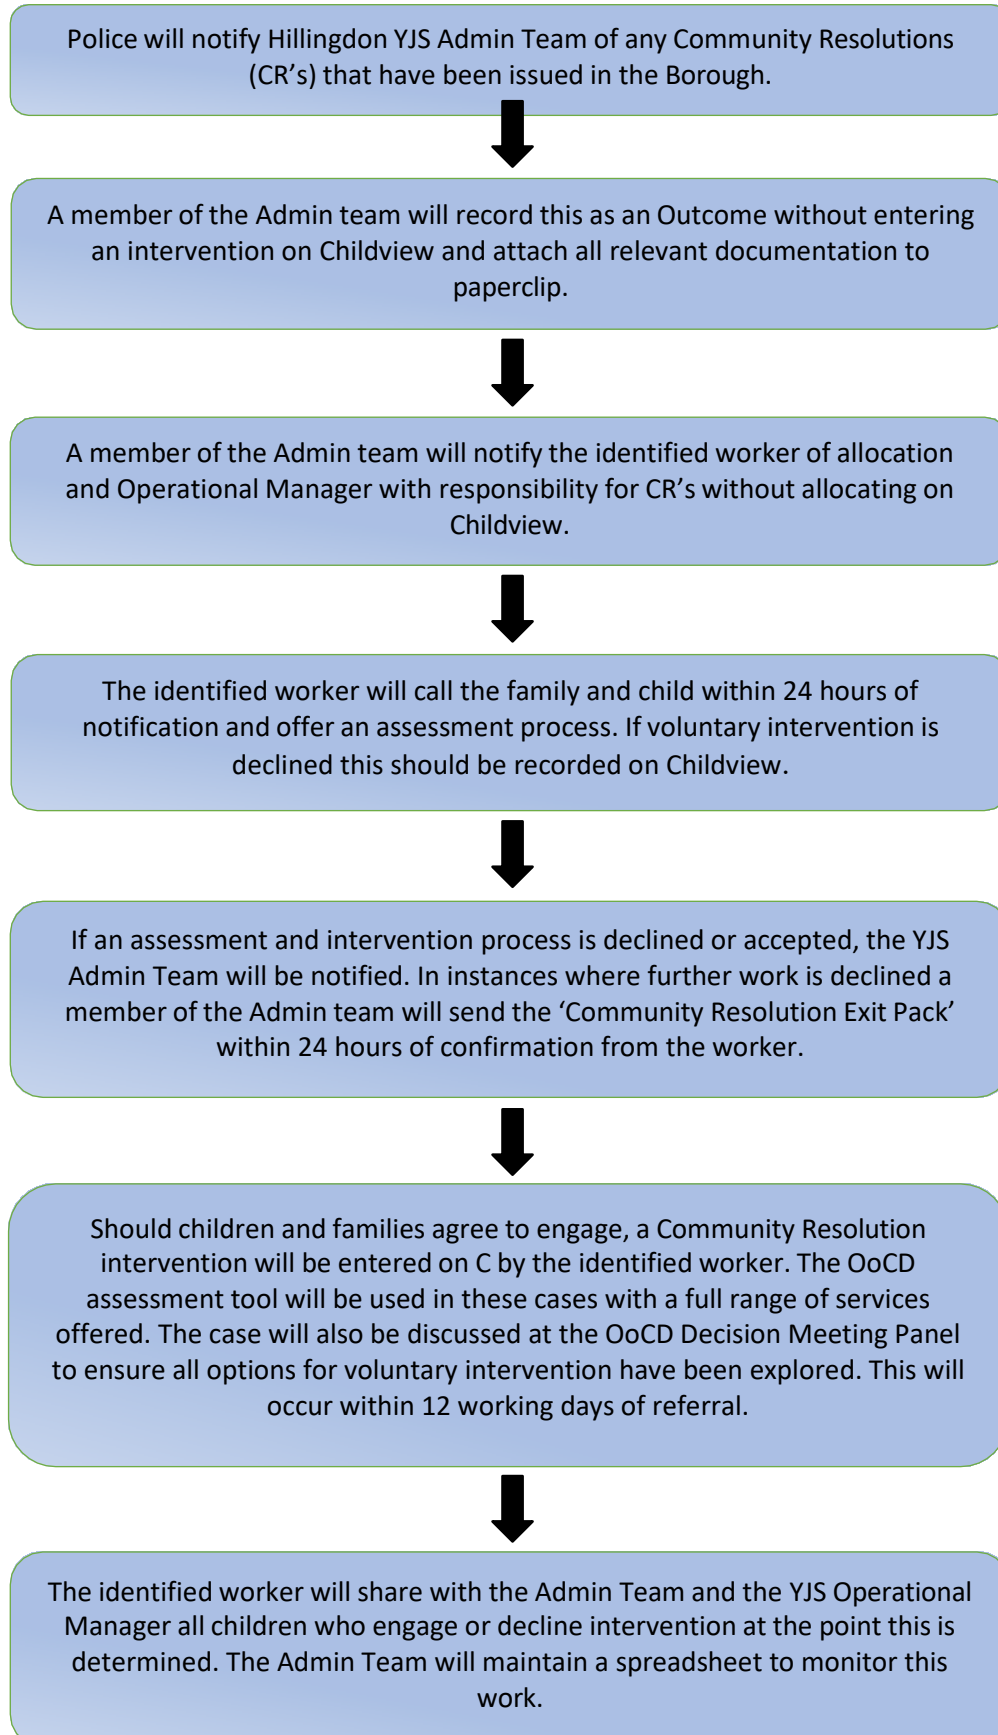 Police will notify Hillingdon YJS Admin Team of any Community Resolutions
(CR’s) that have been issued in the Borough.
A member of the Admin team will record this as an Outcome without entering
an intervention on Childview and attach all relevant documentation to
paperclip.
A member of the Admin team will notify the identified worker of allocation
and Operational Manager with responsibility for CR’s without allocating on
Childview.
The identified worker will call the family and child within 24 hours of
notification and offer an assessment process. If voluntary intervention is
declined this should be recorded on Childview.
If an assessment and intervention process is declined or accepted, the YJS
Admin Team will be notified. In instances where further work is declined a
member of the Admin team will send the ‘Community Resolution Exit Pack’
within 24 hours of confirmation from the worker.
Should children and families agree to engage, a Community Resolution
intervention will be entered on C by the identified worker. The OoCD
assessment tool will be used in these cases with a full range of services
offered. The case will also be discussed at the OoCD Decision Meeting Panel
to ensure all options for voluntary intervention have been explored. This will
occur within 12 working days of referral.
The identified worker will share with the Admin Team and the YJS Operational
Manager all children who engage or decline intervention at the point this is
determined. The Admin Team will maintain a spreadsheet to monitor this
work.